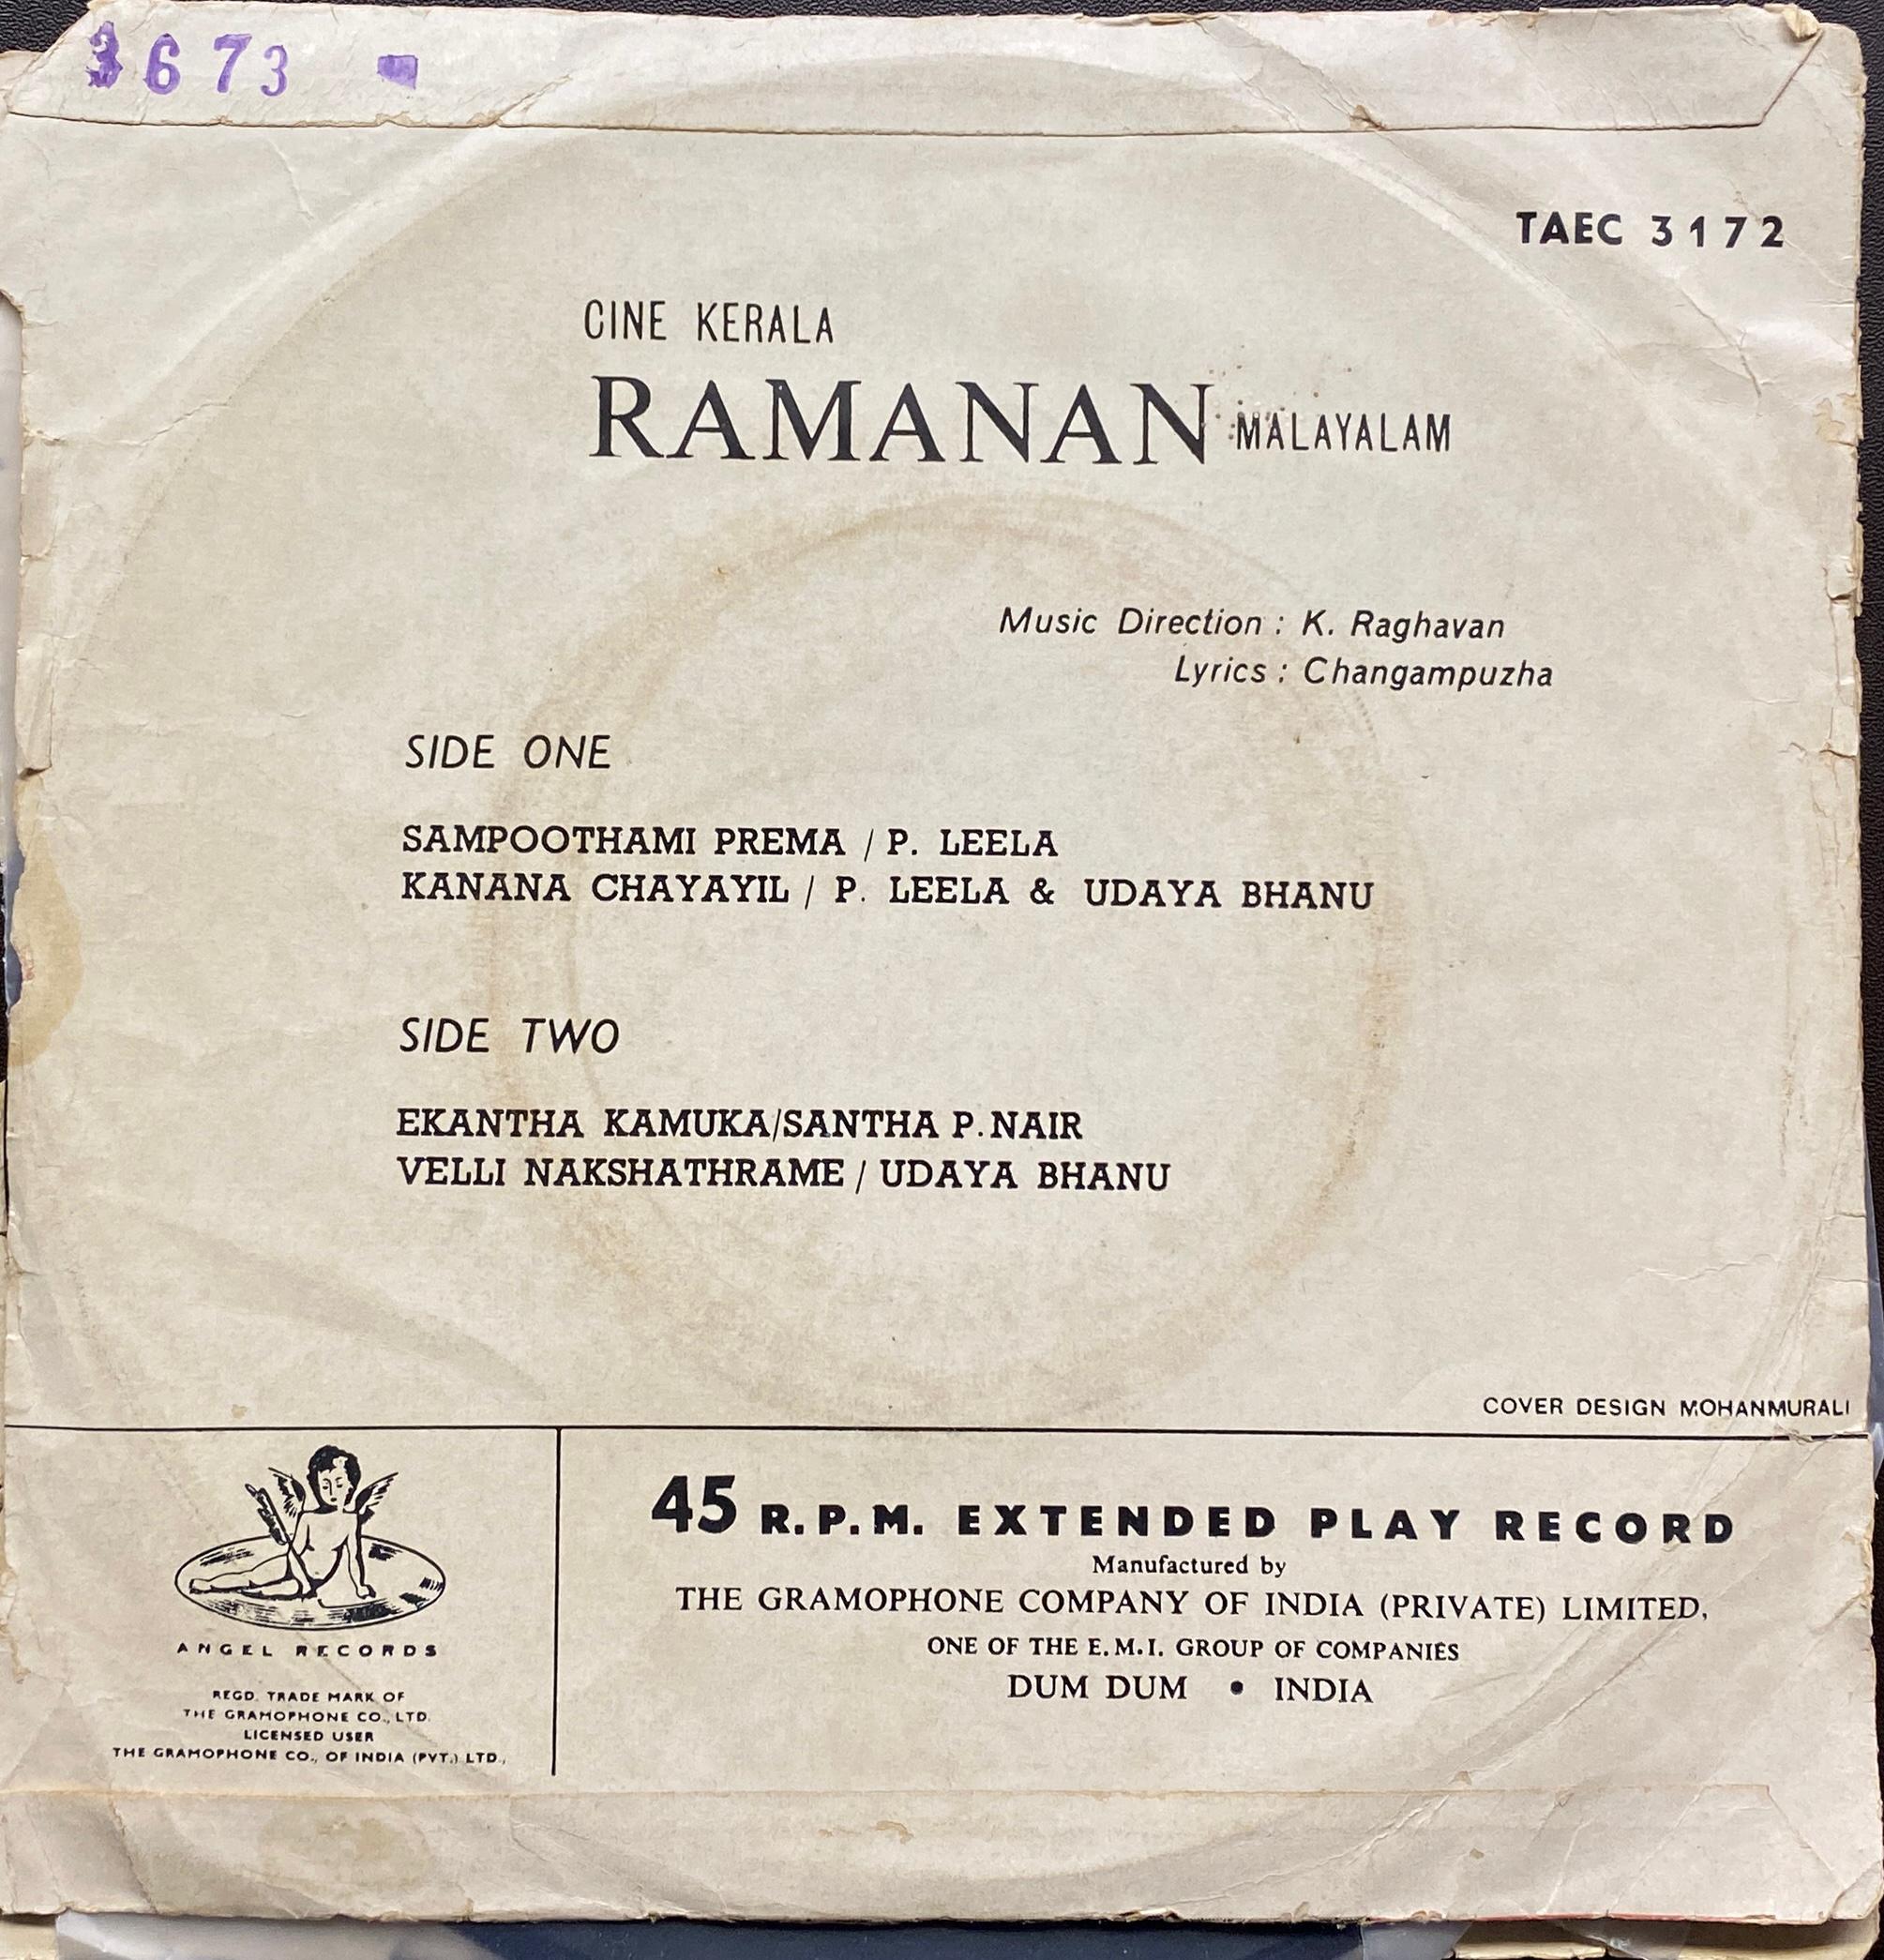 3673 -
TAEC 3172
CINE KERALA
RAMANAN MALAYALAM
Music Direction : K. Raghavan
Lyrics : Changampuzha
SIDE ONE
SAMPOOTHAMI PREMA / P. LEELA
KANANA CHAYAYIL / P. LEELA & UDAYA BHANU
SIDE TWO
EKANTHA KAMUKA/SANTHA P. NAIR
VELLI NAKSHATHRAME / UDAYA BHANU
COVER DESIGN MOHANMURALI
ANGEL RECORDS
REGD. TRADE MARK OF
THE GRAMOPHONE CO., LTD.
LICENSED USER
THE GRAMOPHONE CO., OF INDIA (PVT.) LTD.,
45 R.P.M. EXTENDED PLAY RECORD
Manufactured by
THE GRAMOPHONE COMPANY OF INDIA (PRIVATE) LIMITED,
ONE OF THE E.M.I. GROUP OF COMPANIES
DUM DUM • INDIA